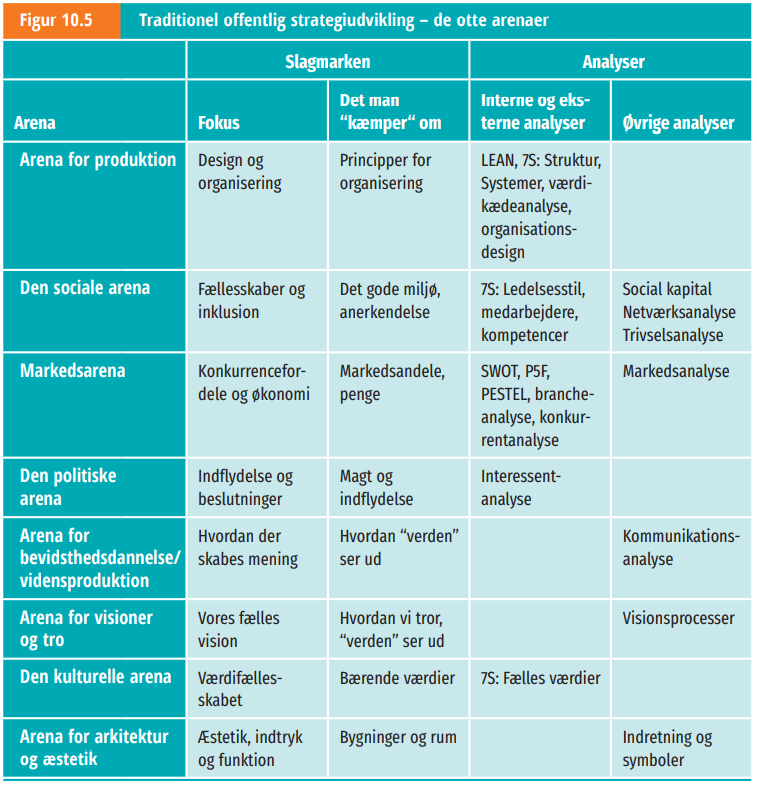 Figur 10.5 Traditionel offentlig strategiudvikling – de otte arenaer
Slagmarken Analyser
Arena
Fokus
Det man
“kæmper“ om
Interne og eks-
terne analyser
Øvrige analyser
Arena for produktion
Design og
organisering
Principper for
organisering
LEAN, 7S: Struktur,
Systemer, værdi-
kædeanalyse,
organisations-
design
Den sociale arena
Fællesskaber og
inklusion
Det gode miljø,
anerkendelse
7S: Ledelsesstil,
medarbejdere,
kompetencer
Social kapital
Netværksanalyse
Trivselsanalyse
Markedsarena
Konkurrencefor-
dele og økonomi
Markedsandele,
penge
SWOT, P5F,
PESTEL, branche-
analyse, konkur-
rentanalyse
Markedsanalyse
Den politiske
arena
Indflydelse og
beslutninger
Magt og
indflydelse
Interessent-
analyse
Arena for
bevidsthedsdannelse/
vidensproduktion
Hvordan der
skabes mening
Hvordan “verden”
ser ud
Kommunikations-
analyse
Arena for visioner
og tro
Vores fælles
vision
Hvordan vi tror,
“verden” ser ud
Visionsprocesser
Den kulturelle arena
Værdifælles-
skabet
Bærende værdier
7S: Fælles værdier
Arena for arkitektur
og æstetik
Æstetik, indtryk
og funktion
Bygninger og rum
Indretning og
symboler